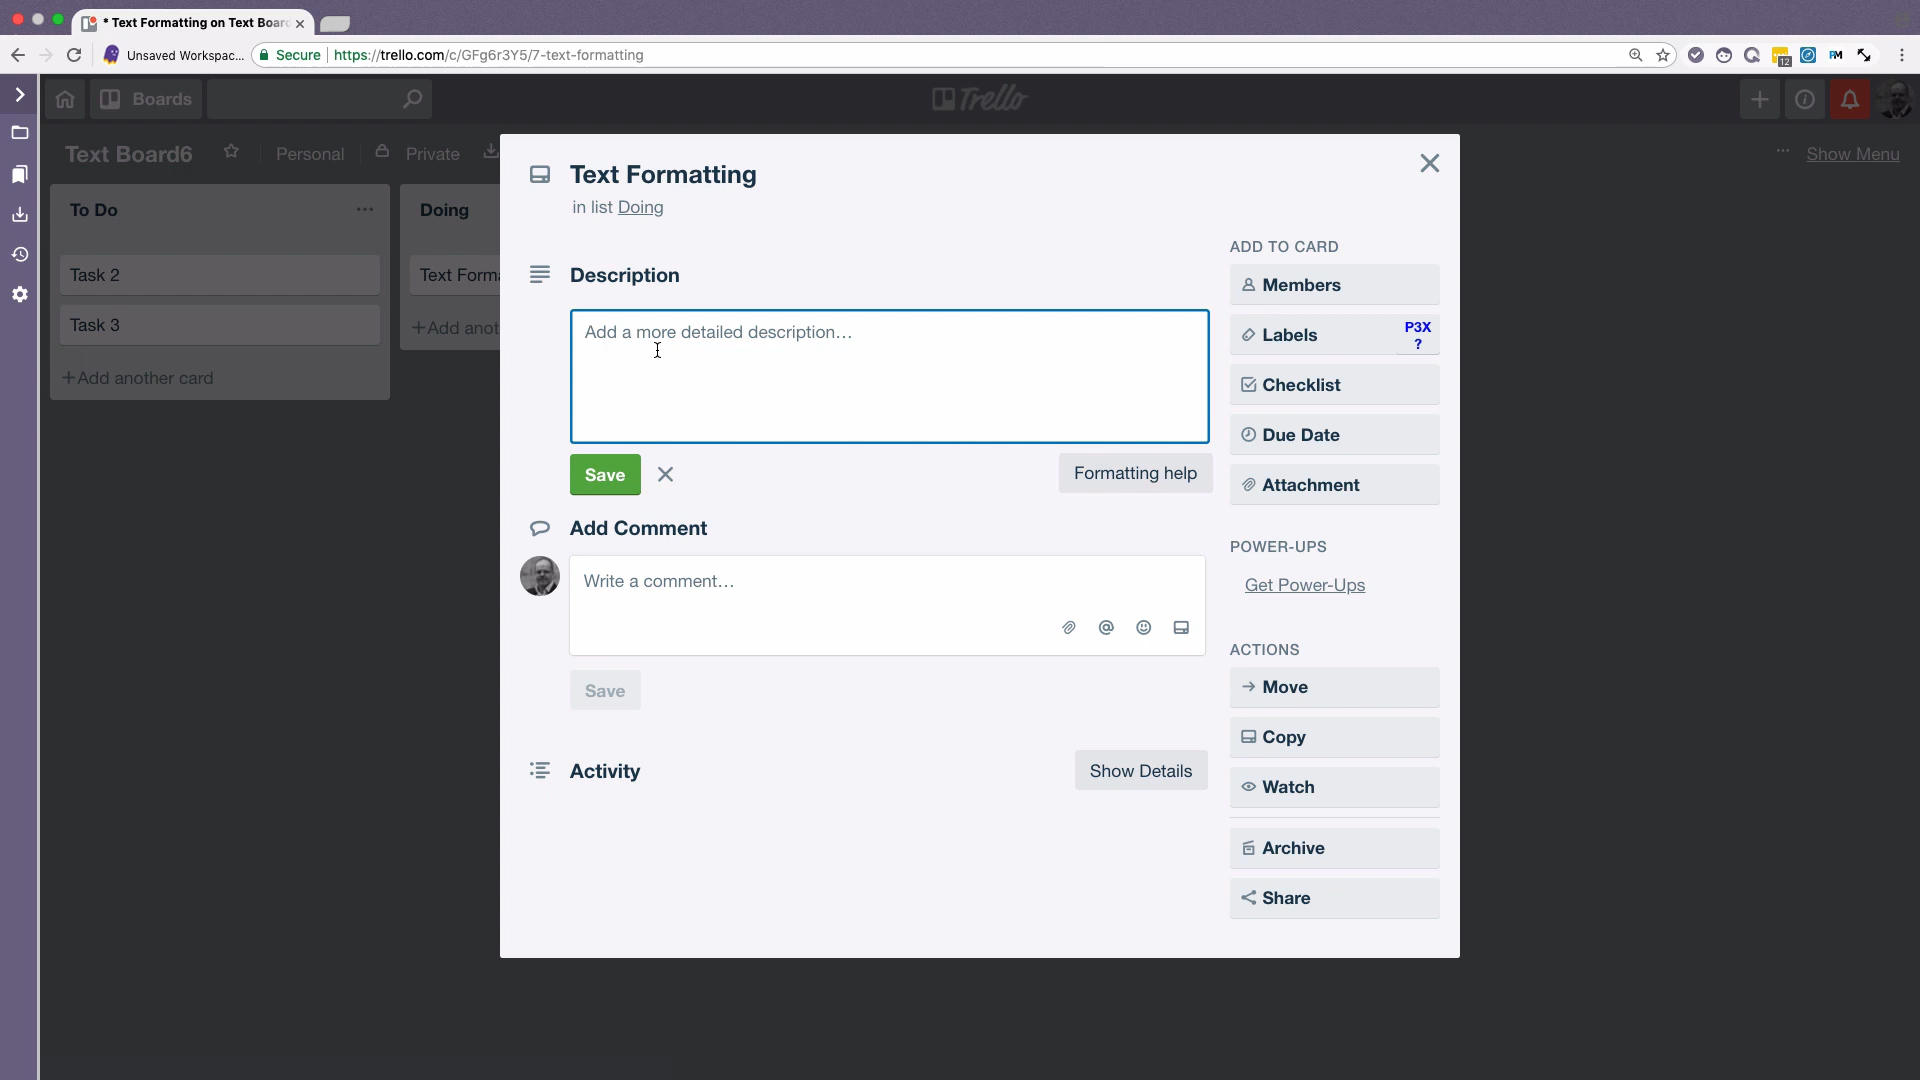 * Text Formatting on Text Boar
Unsaved Workspac...
Secure
https://trello.com/c/GFg6r3Y5/7-text-formatting
12
Boards
Trello
Text Board6
Personal
Private
... Show Menu
To Do
...
Task 2
Task 3
+Add another card
Doing
Text Forma
+Add anot
Text Formatting
in list Doing
Description
Add a more detailed description...
Save
Formatting help
Add Comment
Write a comment...
@
Save
Activity
Show Details
ADD TO CARD
Members
Labels
P3X
?
Checklist
Due Date
Attachment
POWER-UPS
Get Power-Ups
ACTIONS
Move
Copy
Watch
Archive
Share